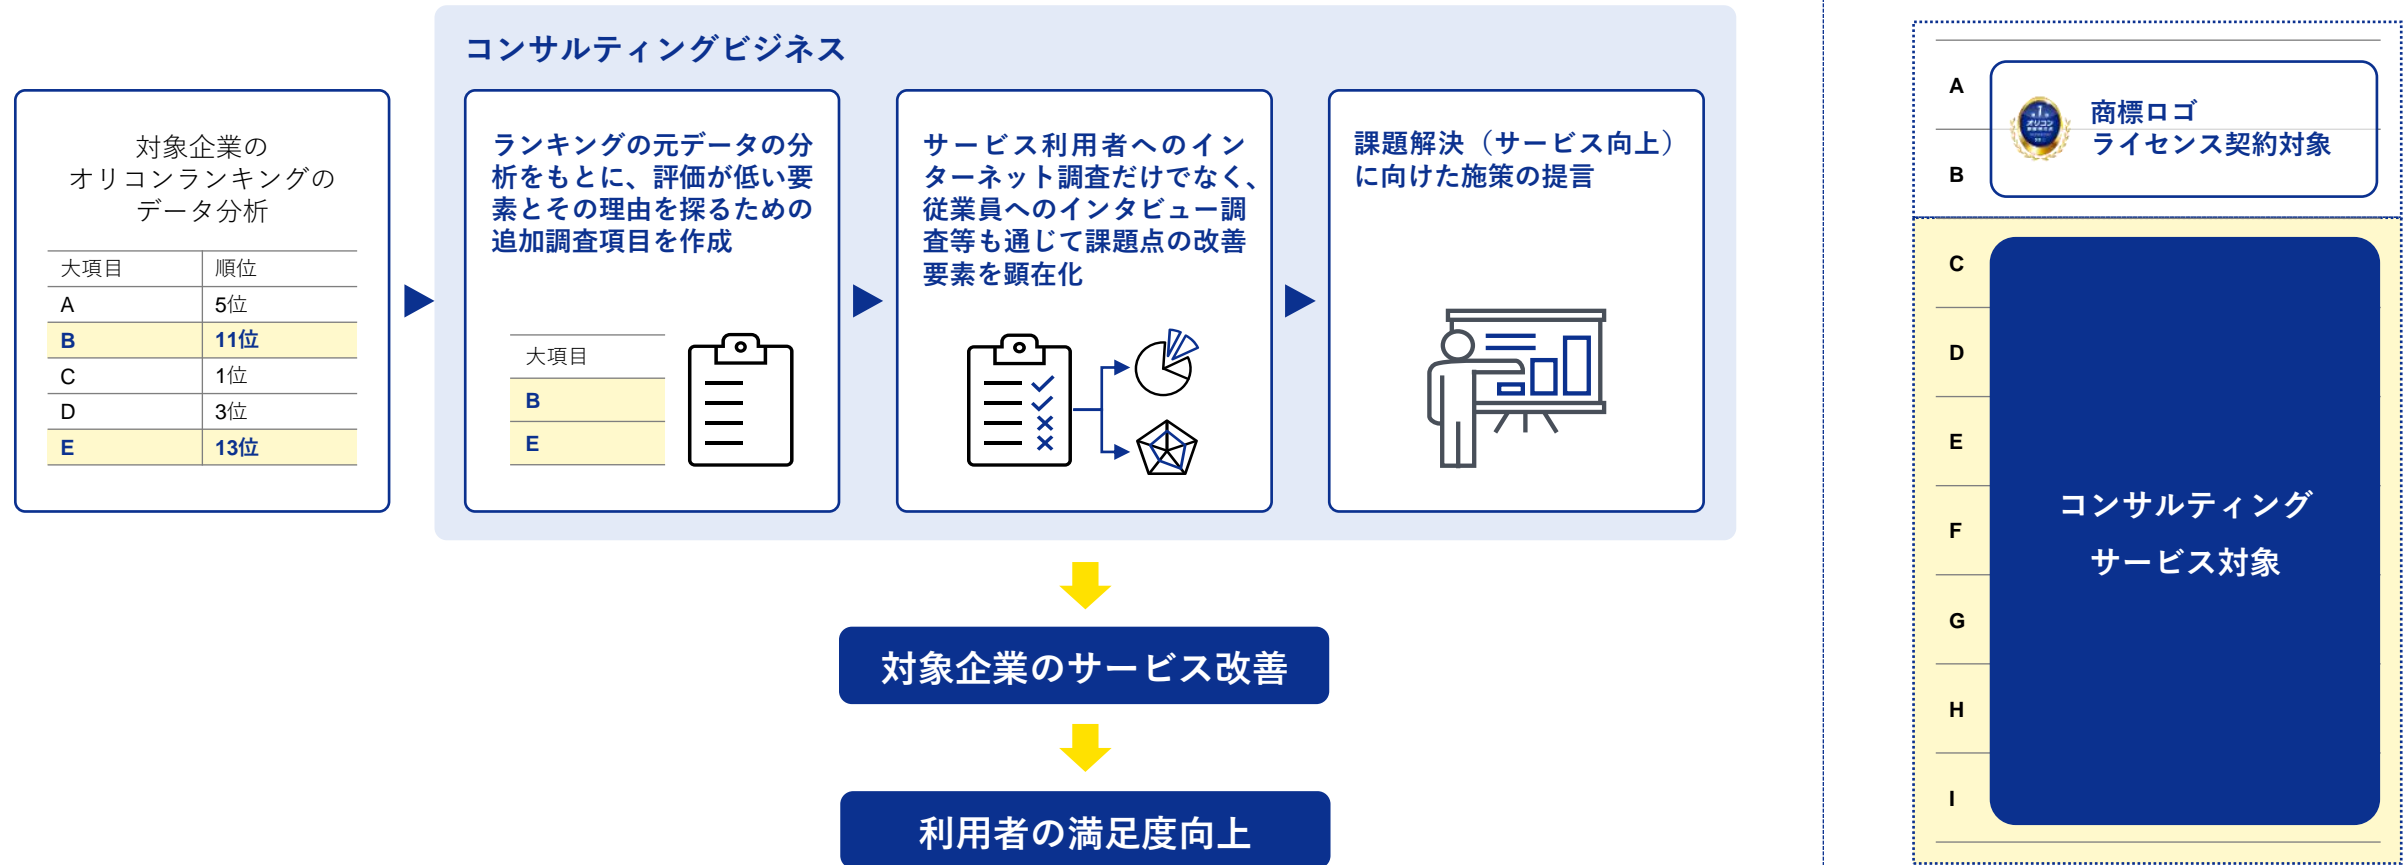 コンサルティングビジネス
対象企業の
オリコンランキングの
データ分析
大項目 順位
A 5位
B 11位
C 1位
D 3位
E 13位
ランキングの元データの分
析をもとに、評価が低い要
素とその理由を探るための
追加調査項目を作成
大項目
B
E
サービス利用者へのイン
ターネット調査だけでなく、
従業員へのインタビュー調
査等も通じて課題点の改善
要素を顕在化
課題解決（サービス向上）
に向けた施策の提言
対象企業のサービス改善
利用者の満足度向上
A
B
オリコン
商標ロゴ
ライセンス契約対象
C
D
E
F
G
H
I
コンサルティング
サービス対象